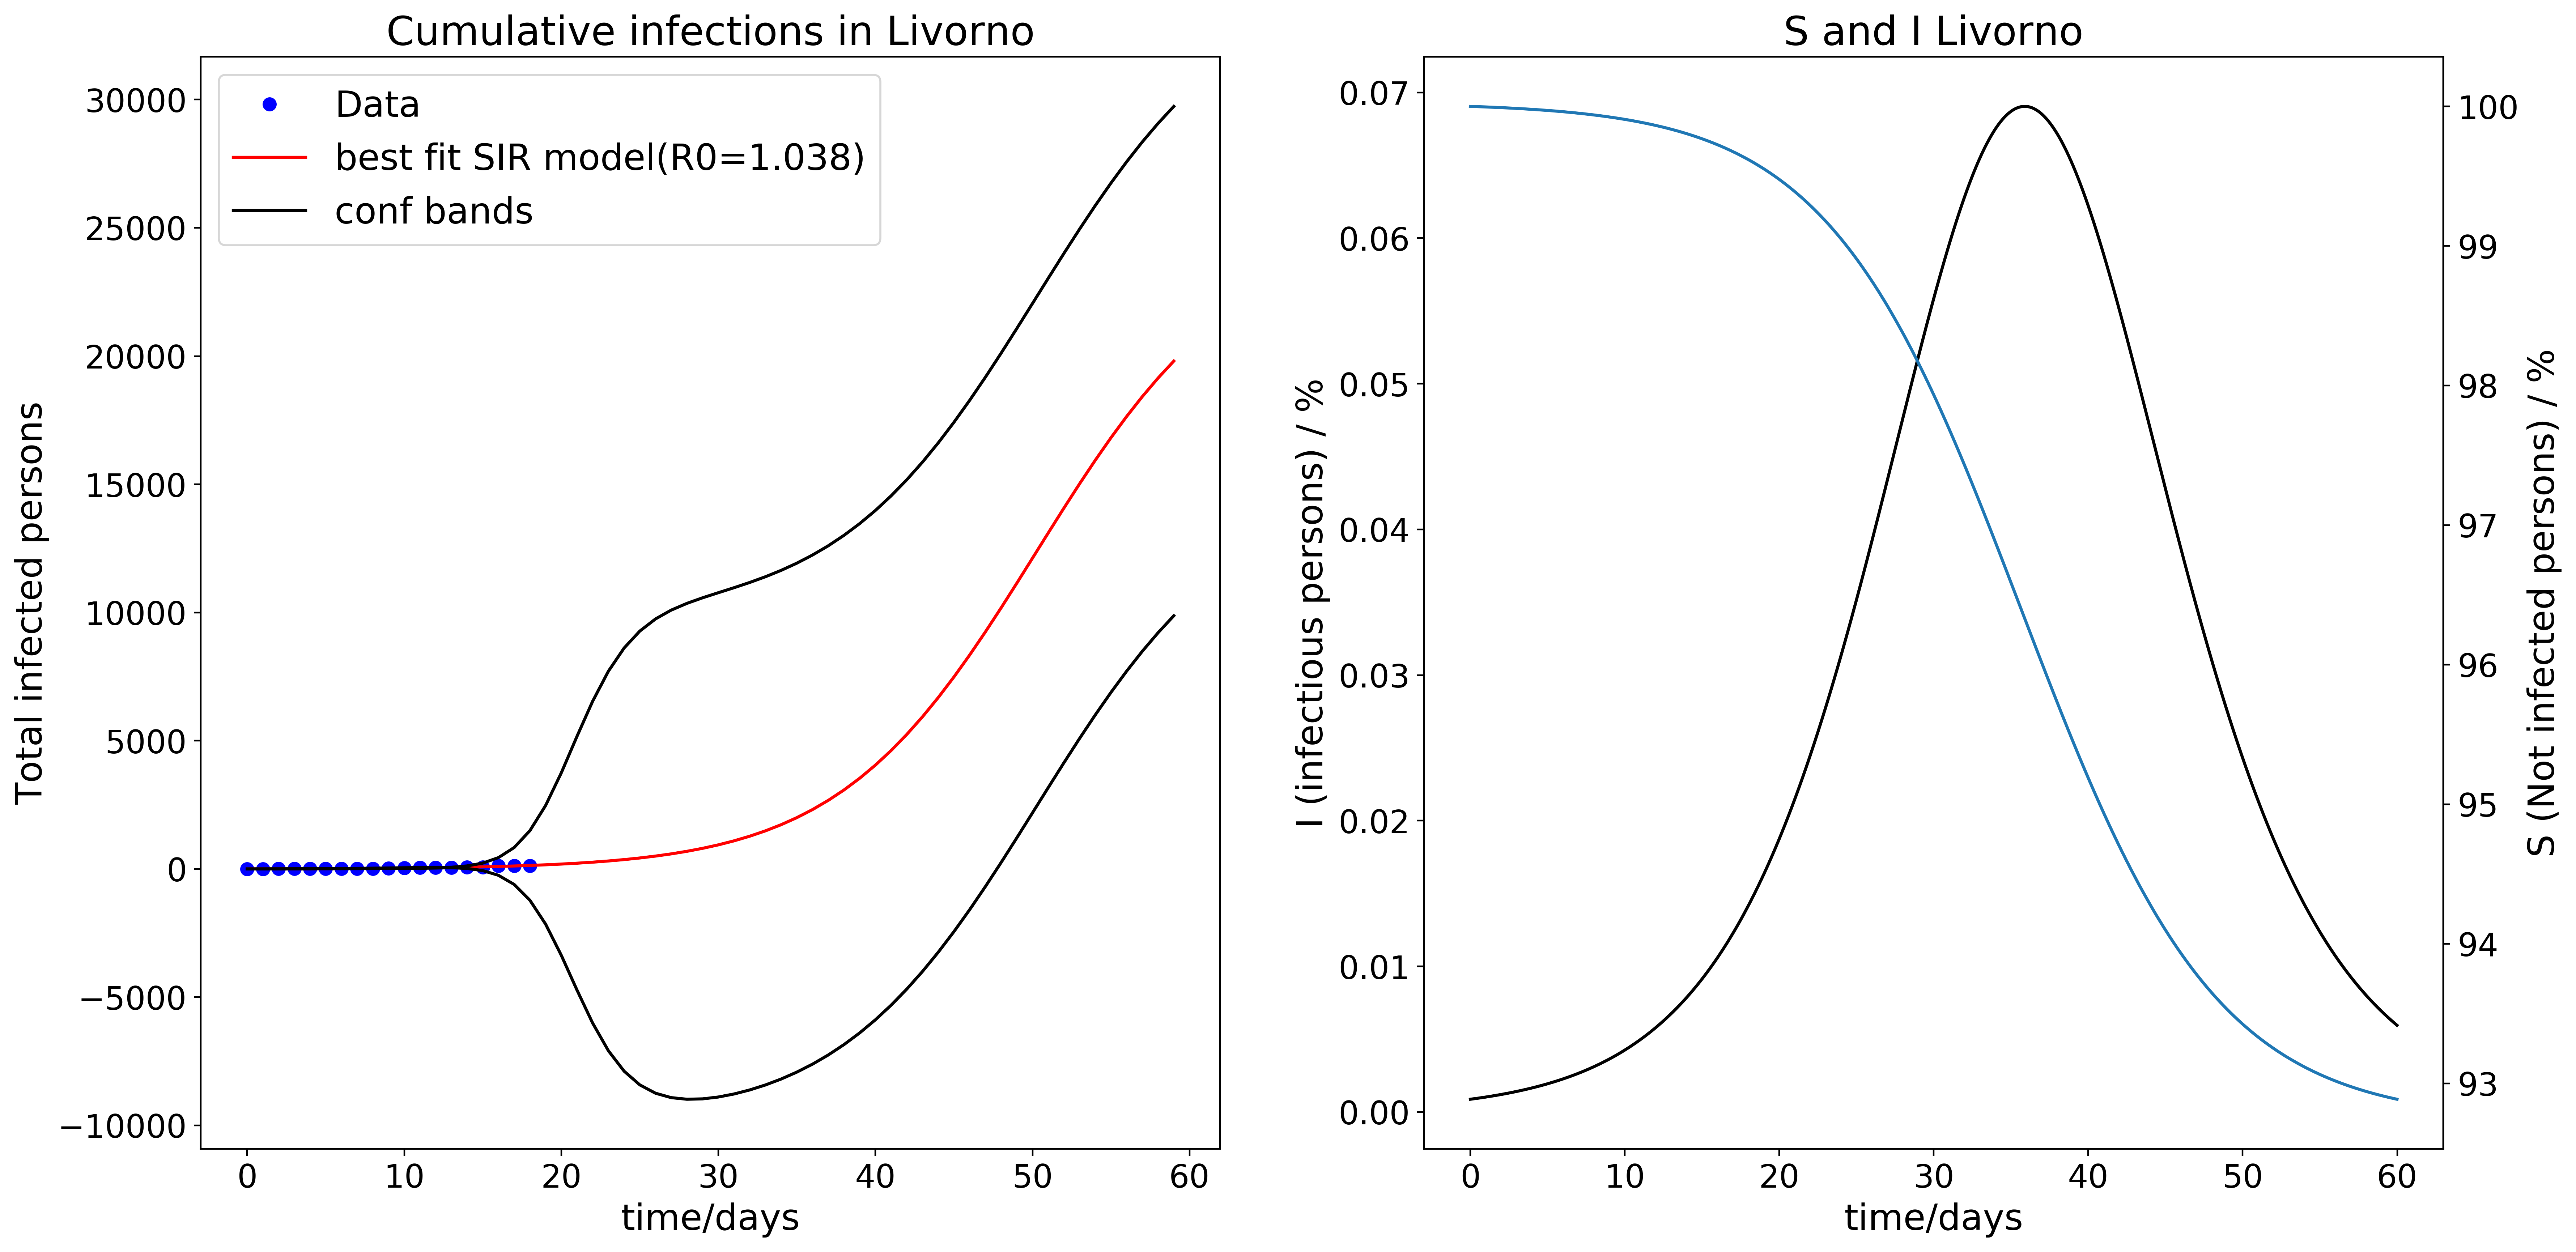 Cumulative infections in Livorno
Data
best fit SIR model(R0=1.038)
conf bands
Total infected persons
30000
25000
20000
15000
10000
5000
0
−5000
−10000
0 10 20 30 40 50 60
time/days
S and I Livorno
I (infectious persons) / %
0.07
0.06
0.05
0.04
0.03
0.02
0.01
0.00
0 10 20 30 40 50 60
time/days
100
99
98
97
96
95
94
93
S (Not infected persons) / %